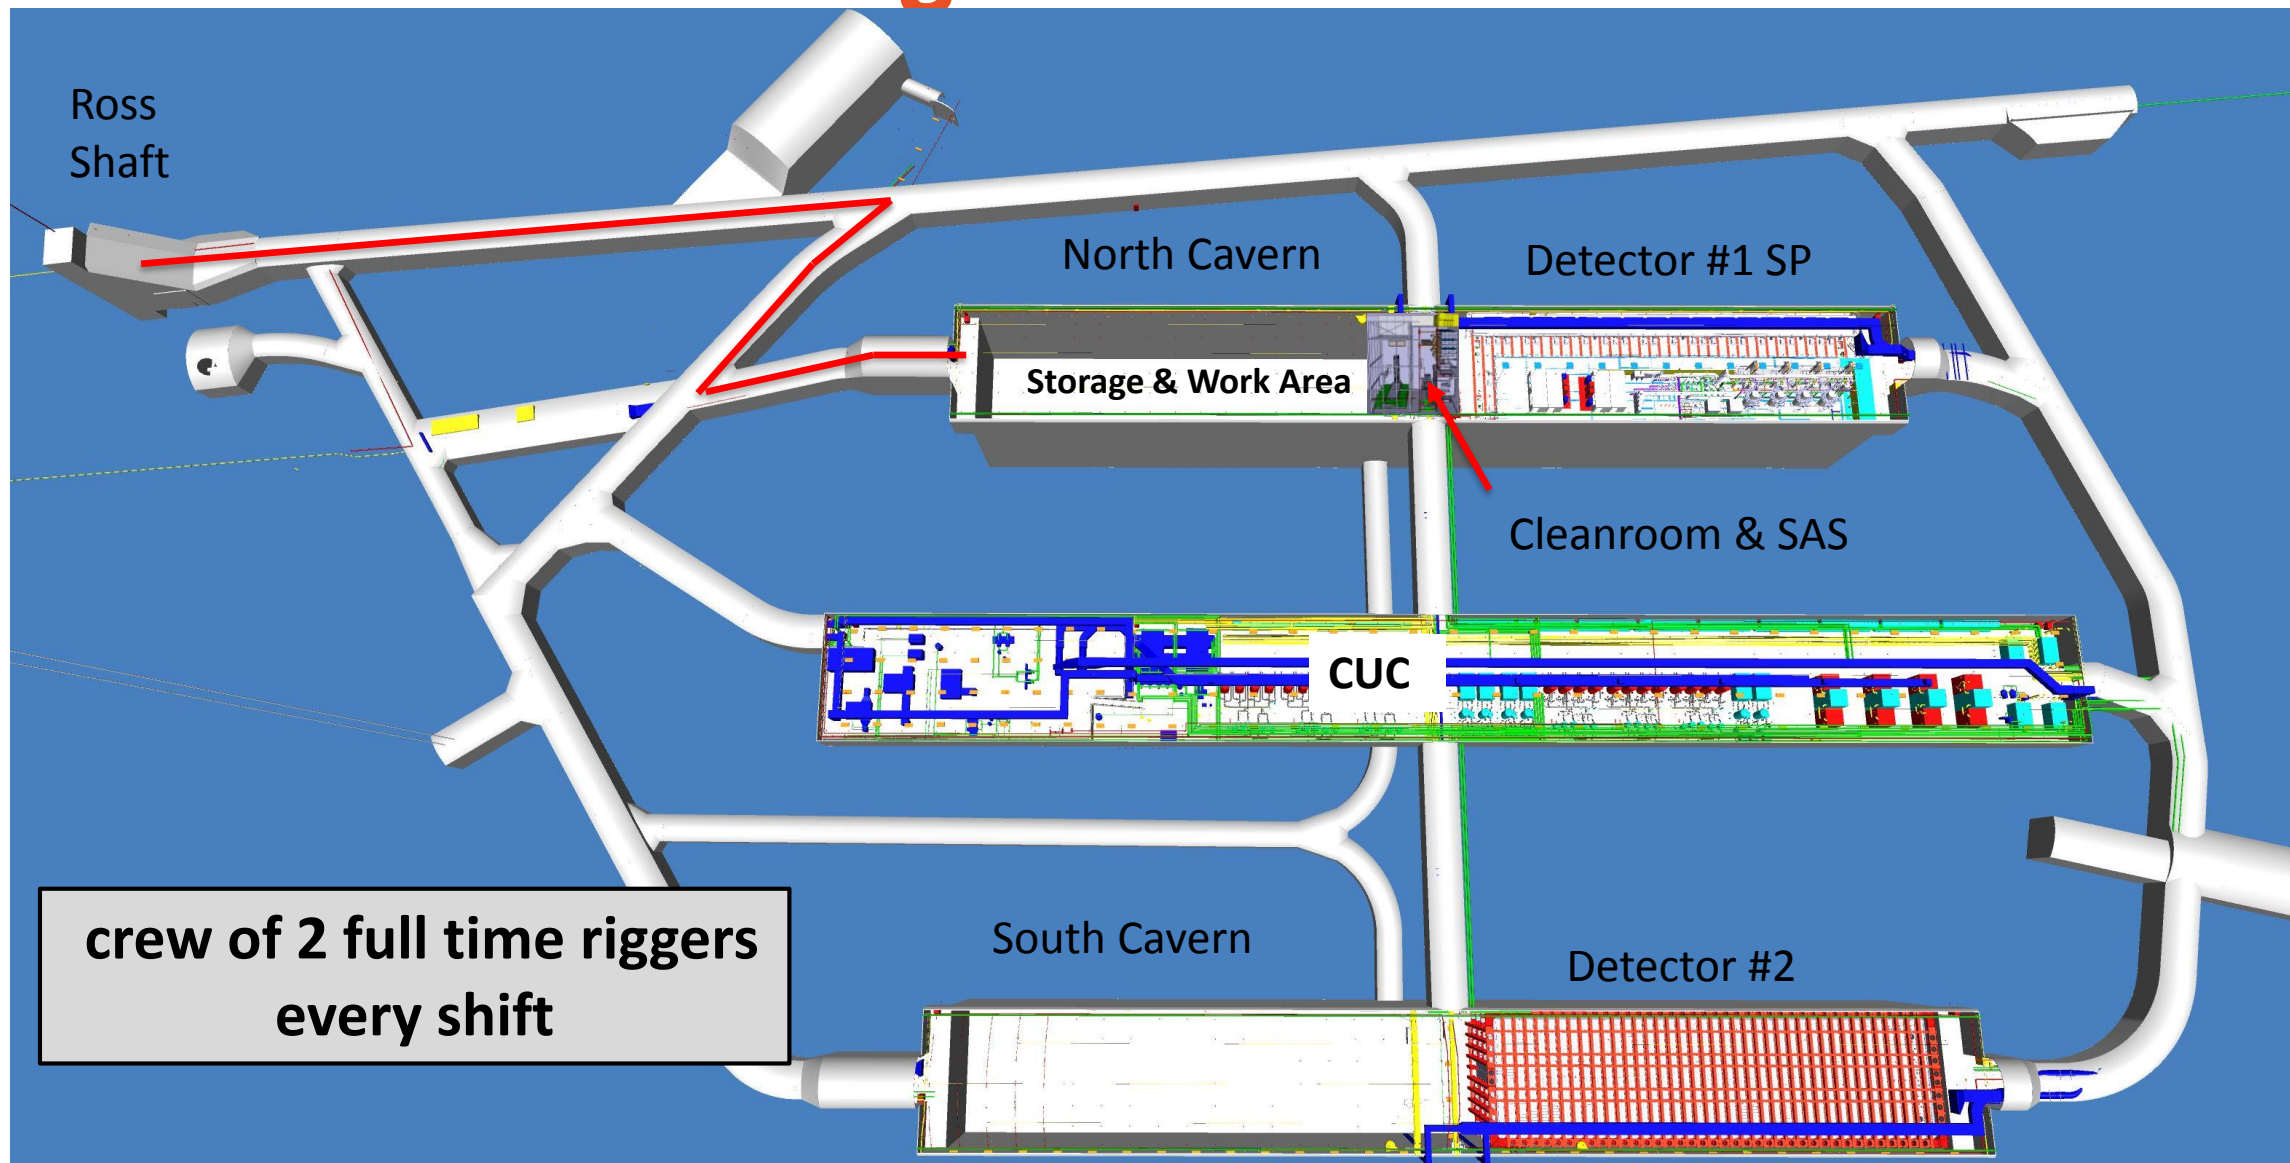 Ross
Shaft
North Cavern
Detector #1 SP
Storage & Work Area
Cleanroom & SAS
CUC
crew of 2 full time riggers
every shift
South Cavern
Detector #2